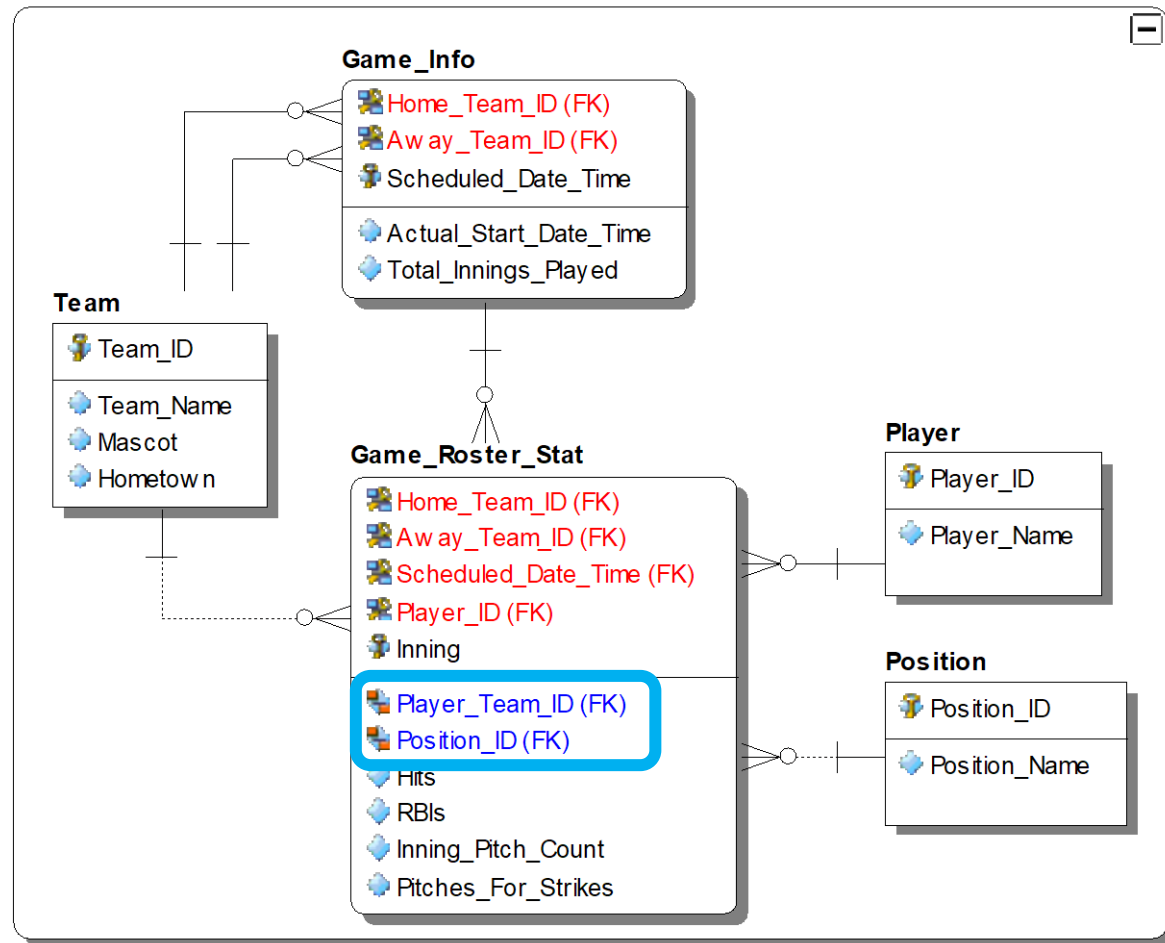 Game_Info
Home_Team_ID (FK)
Away_Team_ID (FK)
Scheduled_Date_Time
Actual_Start_Date_Time
Total_Innings_Played
Team
Team_ID
Team_Name
Mascot
Hometown
Game_Roster_Stat
Home_Team_ID (FK)
Away_Team_ID (FK)
Scheduled_Date_Time (FK)
Player_ID (FK)
Inning
Player_Team_ID (FK)
Position_ID (FK)
Hits
RBIs
Inning_Pitch_Count
Pitches_For_Strikes
Player
Player_ID
Player_Name
Position
Position_ID
Position_Name